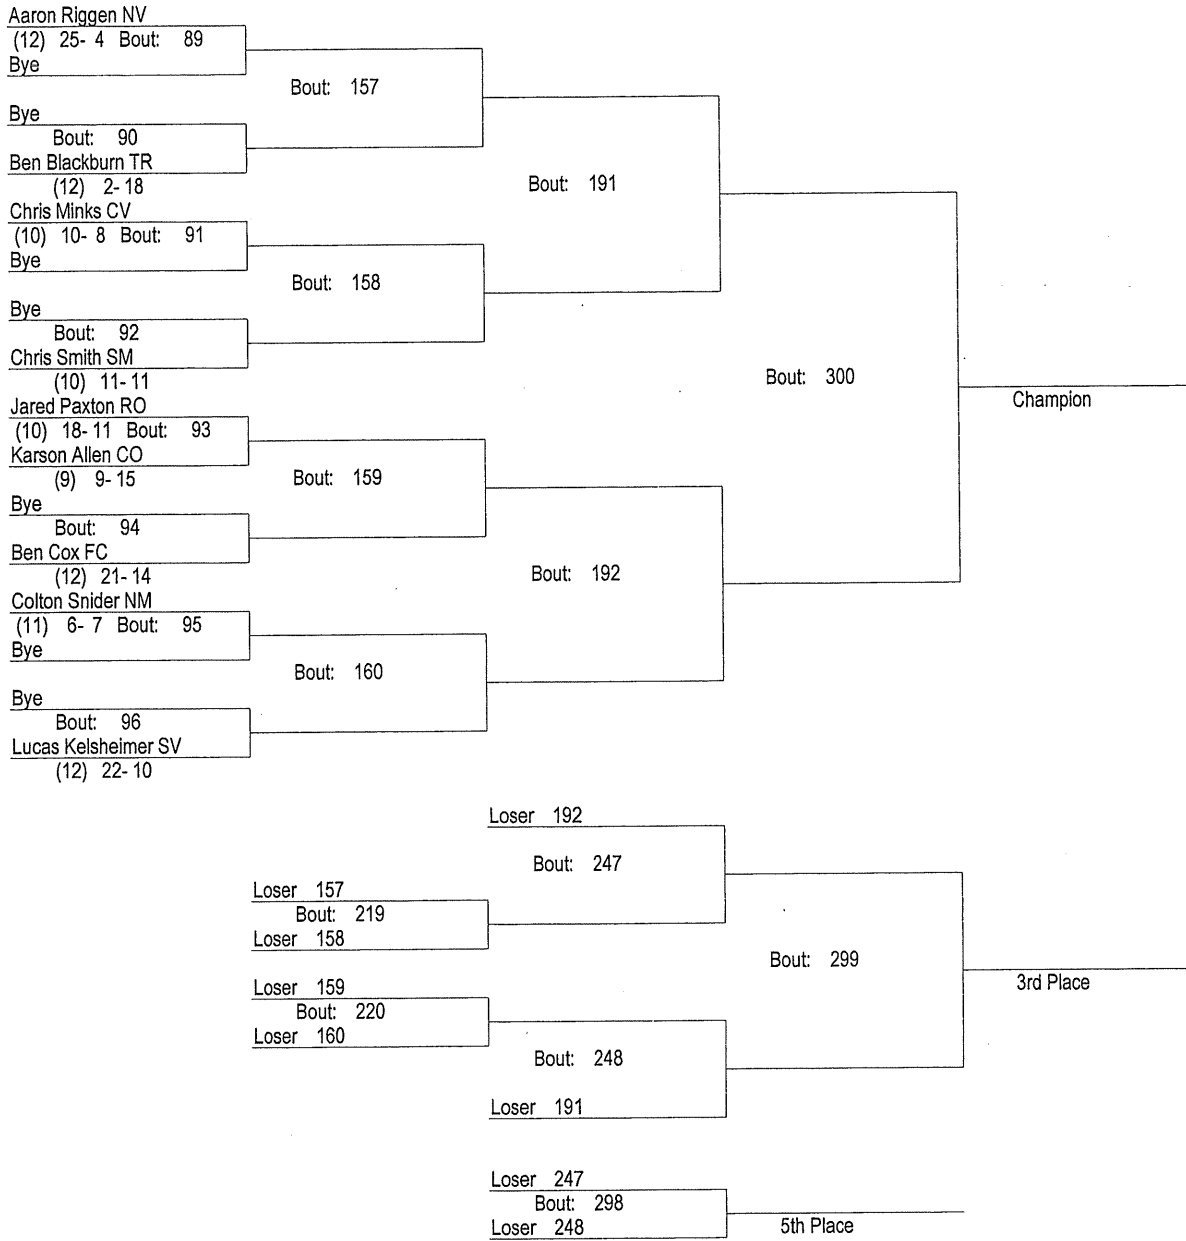 Aaron Riggen NV
(12) 25- 4 Bout: 89
Bye
Bout: 157
Bye
Bout: 90
Ben Blackburn TR
(12) 2- 18
Bout: 191
Chris Minks CV
(10) 10- 8 Bout: 91
Bye
Bout: 158
Bye
Bout: 92
Chris Smith SM
(10) 11- 11
Bout: 300
Champion
Jared Paxton RO
(10) 18- 11 Bout: 93
Karson Allen CO
(9) 9- 15
Bout: 159
Bye
Bout: 94
Ben Cox FC
(12) 21- 14
Bout: 192
Colton Snider NM
(11) 6- 7 Bout: 95
Bye
Bout: 160
Bye
Bout: 96
Lucas Kelsheimer SV
(12) 22- 10
Loser 192
Bout: 247
Loser 157
Bout: 219
Loser 158
Bout: 299
3rd Place
Loser 159
Bout: 220
Loser 160
Bout: 248
Loser 191
Loser 247
Bout: 298
Loser 248
5th Place